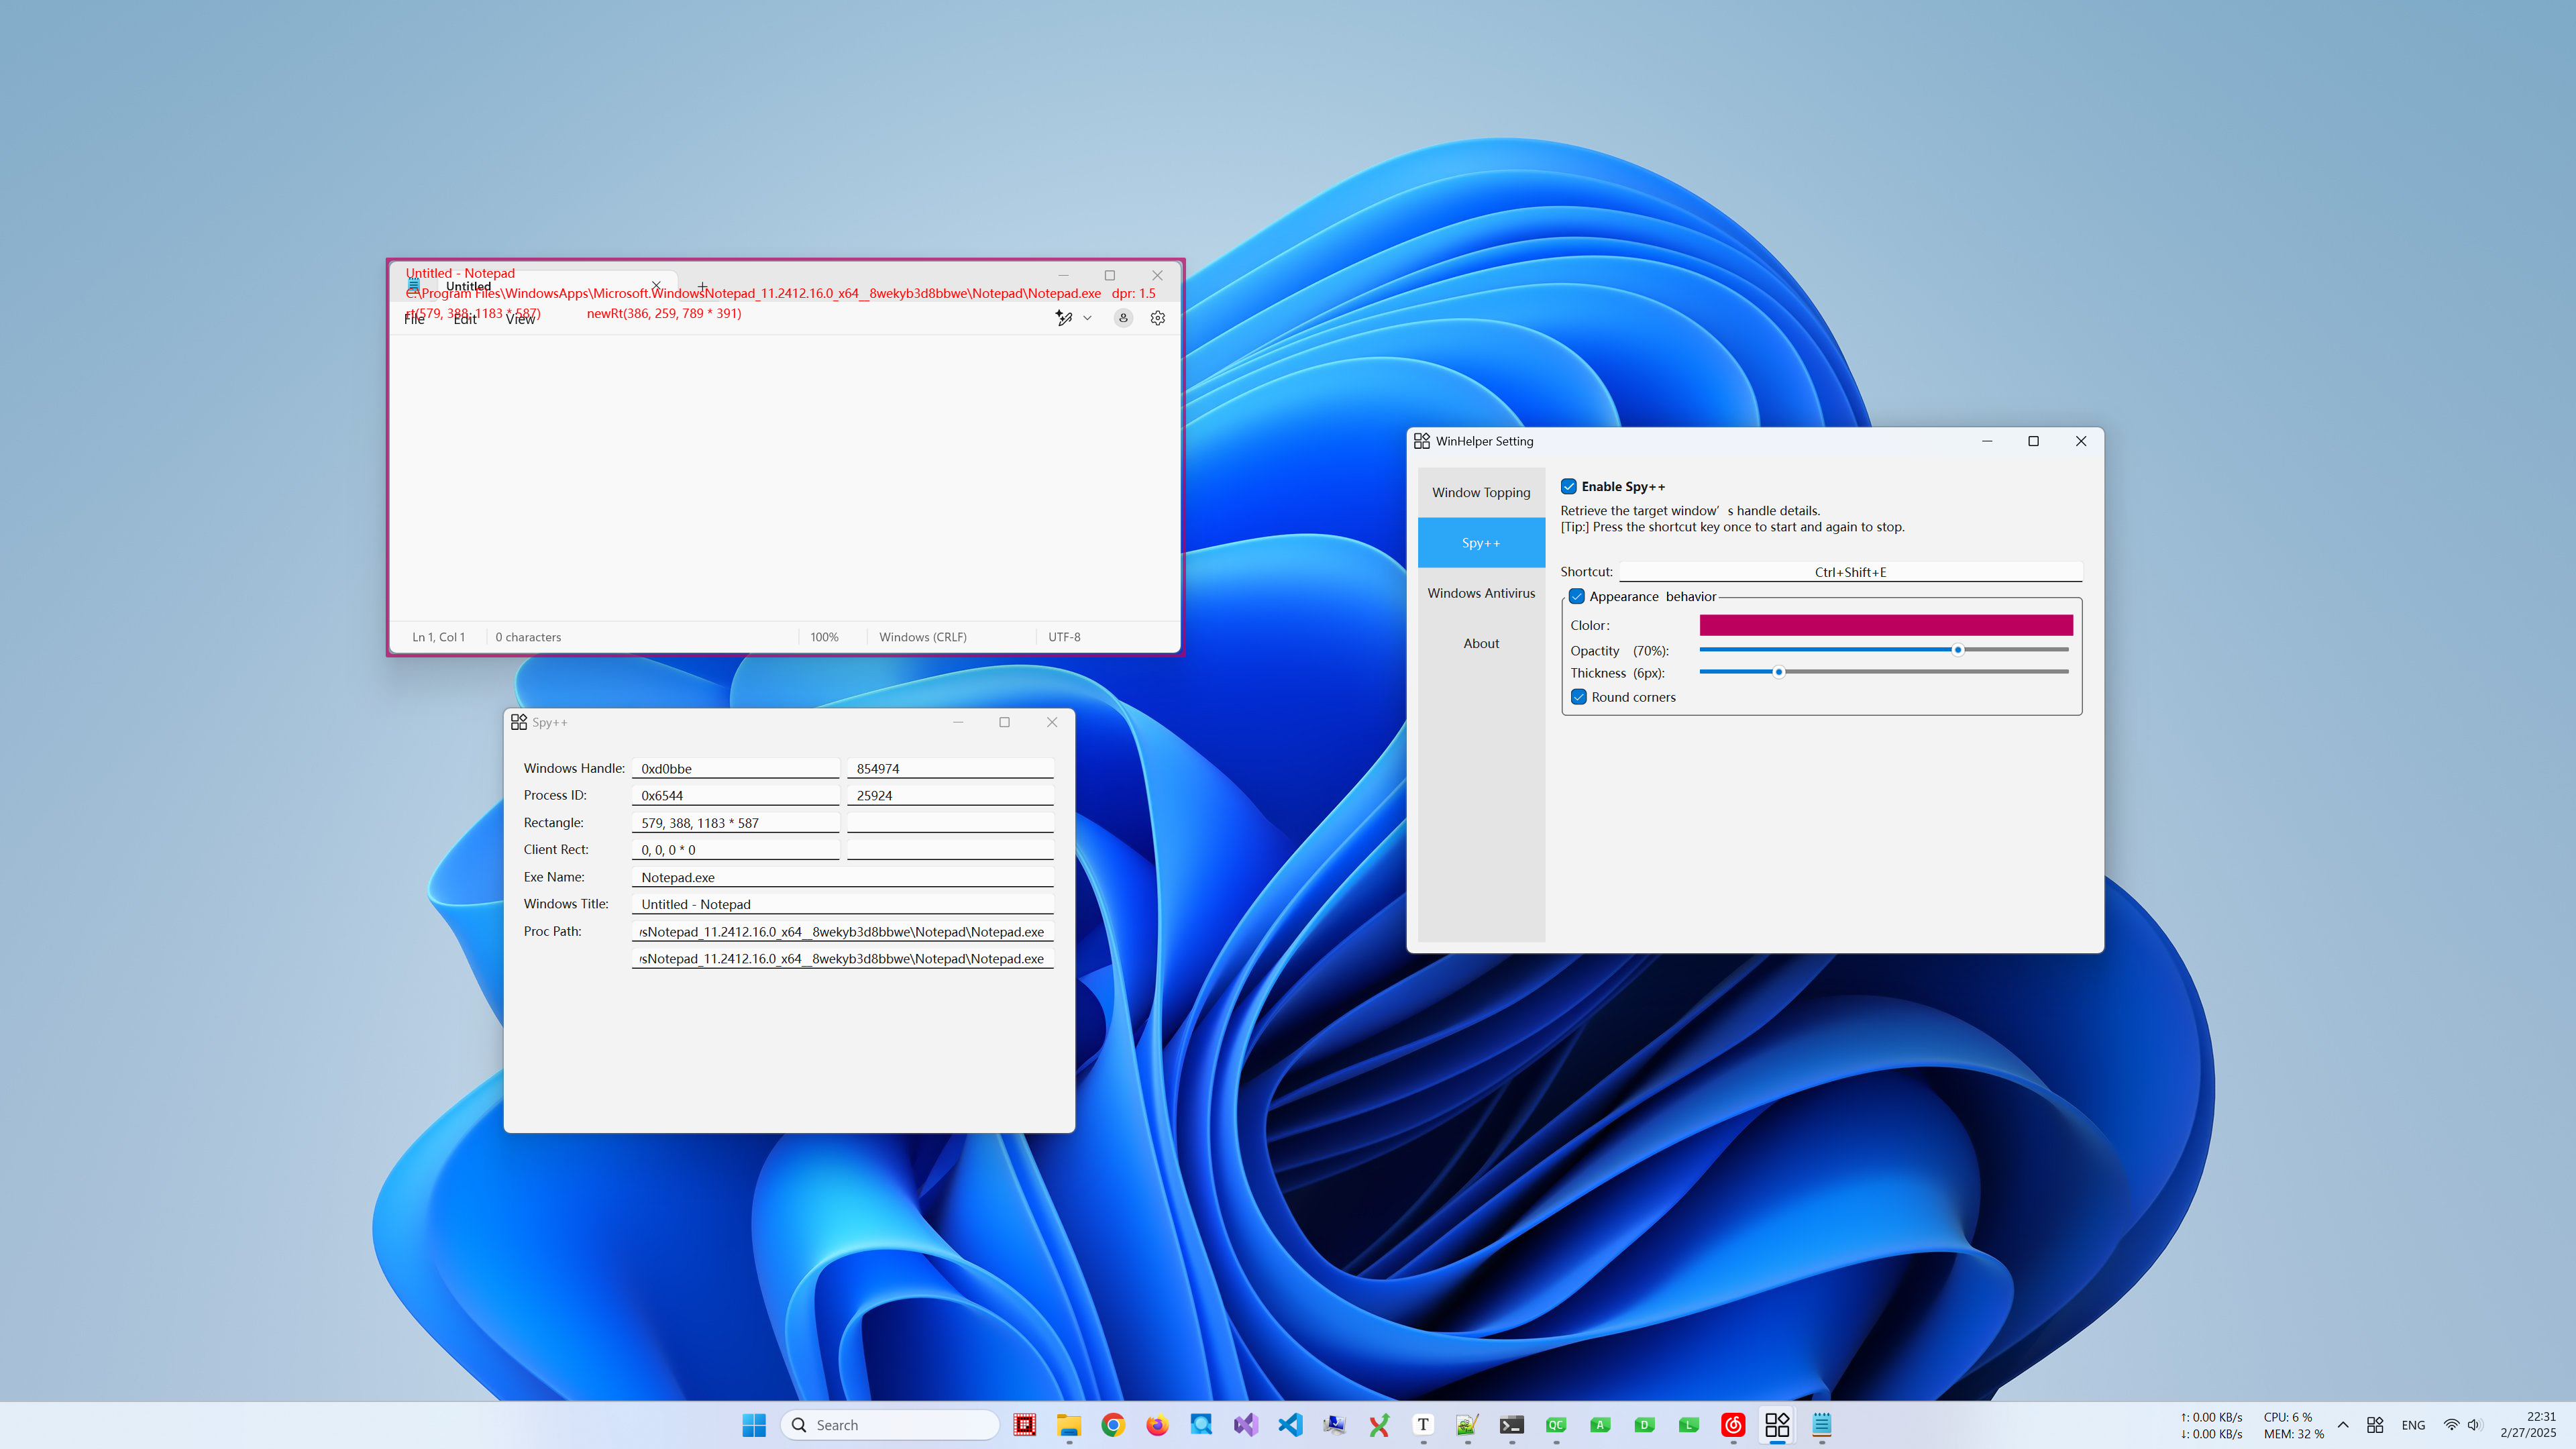 Untitled - Notepad
Untitled
C:\Program Files\WindowsApps\Microsoft.WindowsNotepad_11.2412.16.0_x64__8wekyb3d8bbwe\Notepad\Notepad.exe dpr: 1.5
rt(579, 388, 1183 * 587) newRt(386, 259, 789 * 391)
File Edit View
Ln 1, Col 1 0 characters 100% Windows (CRLF) UTF-8
WinHelper Setting
Window Topping
Spy++
Windows Antivirus
About
Enable Spy++
Retrieve the target window’s handle details.
[Tip:] Press the shortcut key once to start and again to stop.
Shortcut: Ctrl+Shift+E
Appearance behavior
Clolor:
Opactity (70%):
Thickness (6px):
Round corners
Spy++
Windows Handle: 0xd0bbe 854974
Process ID: 0x6544 25924
Rectangle: 579, 388, 1183 * 587
Client Rect: 0, 0, 0 * 0
Exe Name: Notepad.exe
Windows Title: Untitled - Notepad
Proc Path: wsNotepad_11.2412.16.0_x64__8wekyb3d8bbwe\Notepad\Notepad.exe
wsNotepad_11.2412.16.0_x64__8wekyb3d8bbwe\Notepad\Notepad.exe
Search
T
QC
A
D
L
↑: 0.00 KB/s CPU: 6 %
↓: 0.00 KB/s MEM: 32 %
ENG
22:31
2/27/2025